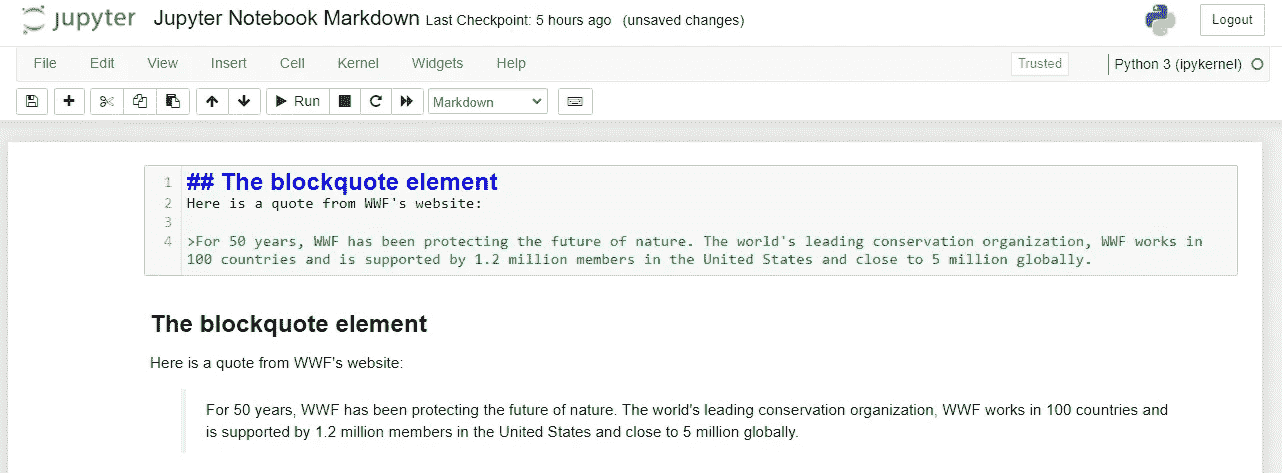 jupyter Jupyter Notebook Markdown Last Checkpoint: 5 hours ago (unsaved changes) Logout
File Edit View Insert Cell Kernel Widgets Help Trusted Python 3 (ipykernel)
Run Markdown
1 ## The blockquote element
2 Here is a quote from WWF's website:
3
4 >For 50 years, WWF has been protecting the future of nature. The world's leading conservation organization, WWF works in
100 countries and is supported by 1.2 million members in the United States and close to 5 million globally.
The blockquote element
Here is a quote from WWF's website:
For 50 years, WWF has been protecting the future of nature. The world's leading conservation organization, WWF works in 100 countries and
is supported by 1.2 million members in the United States and close to 5 million globally.